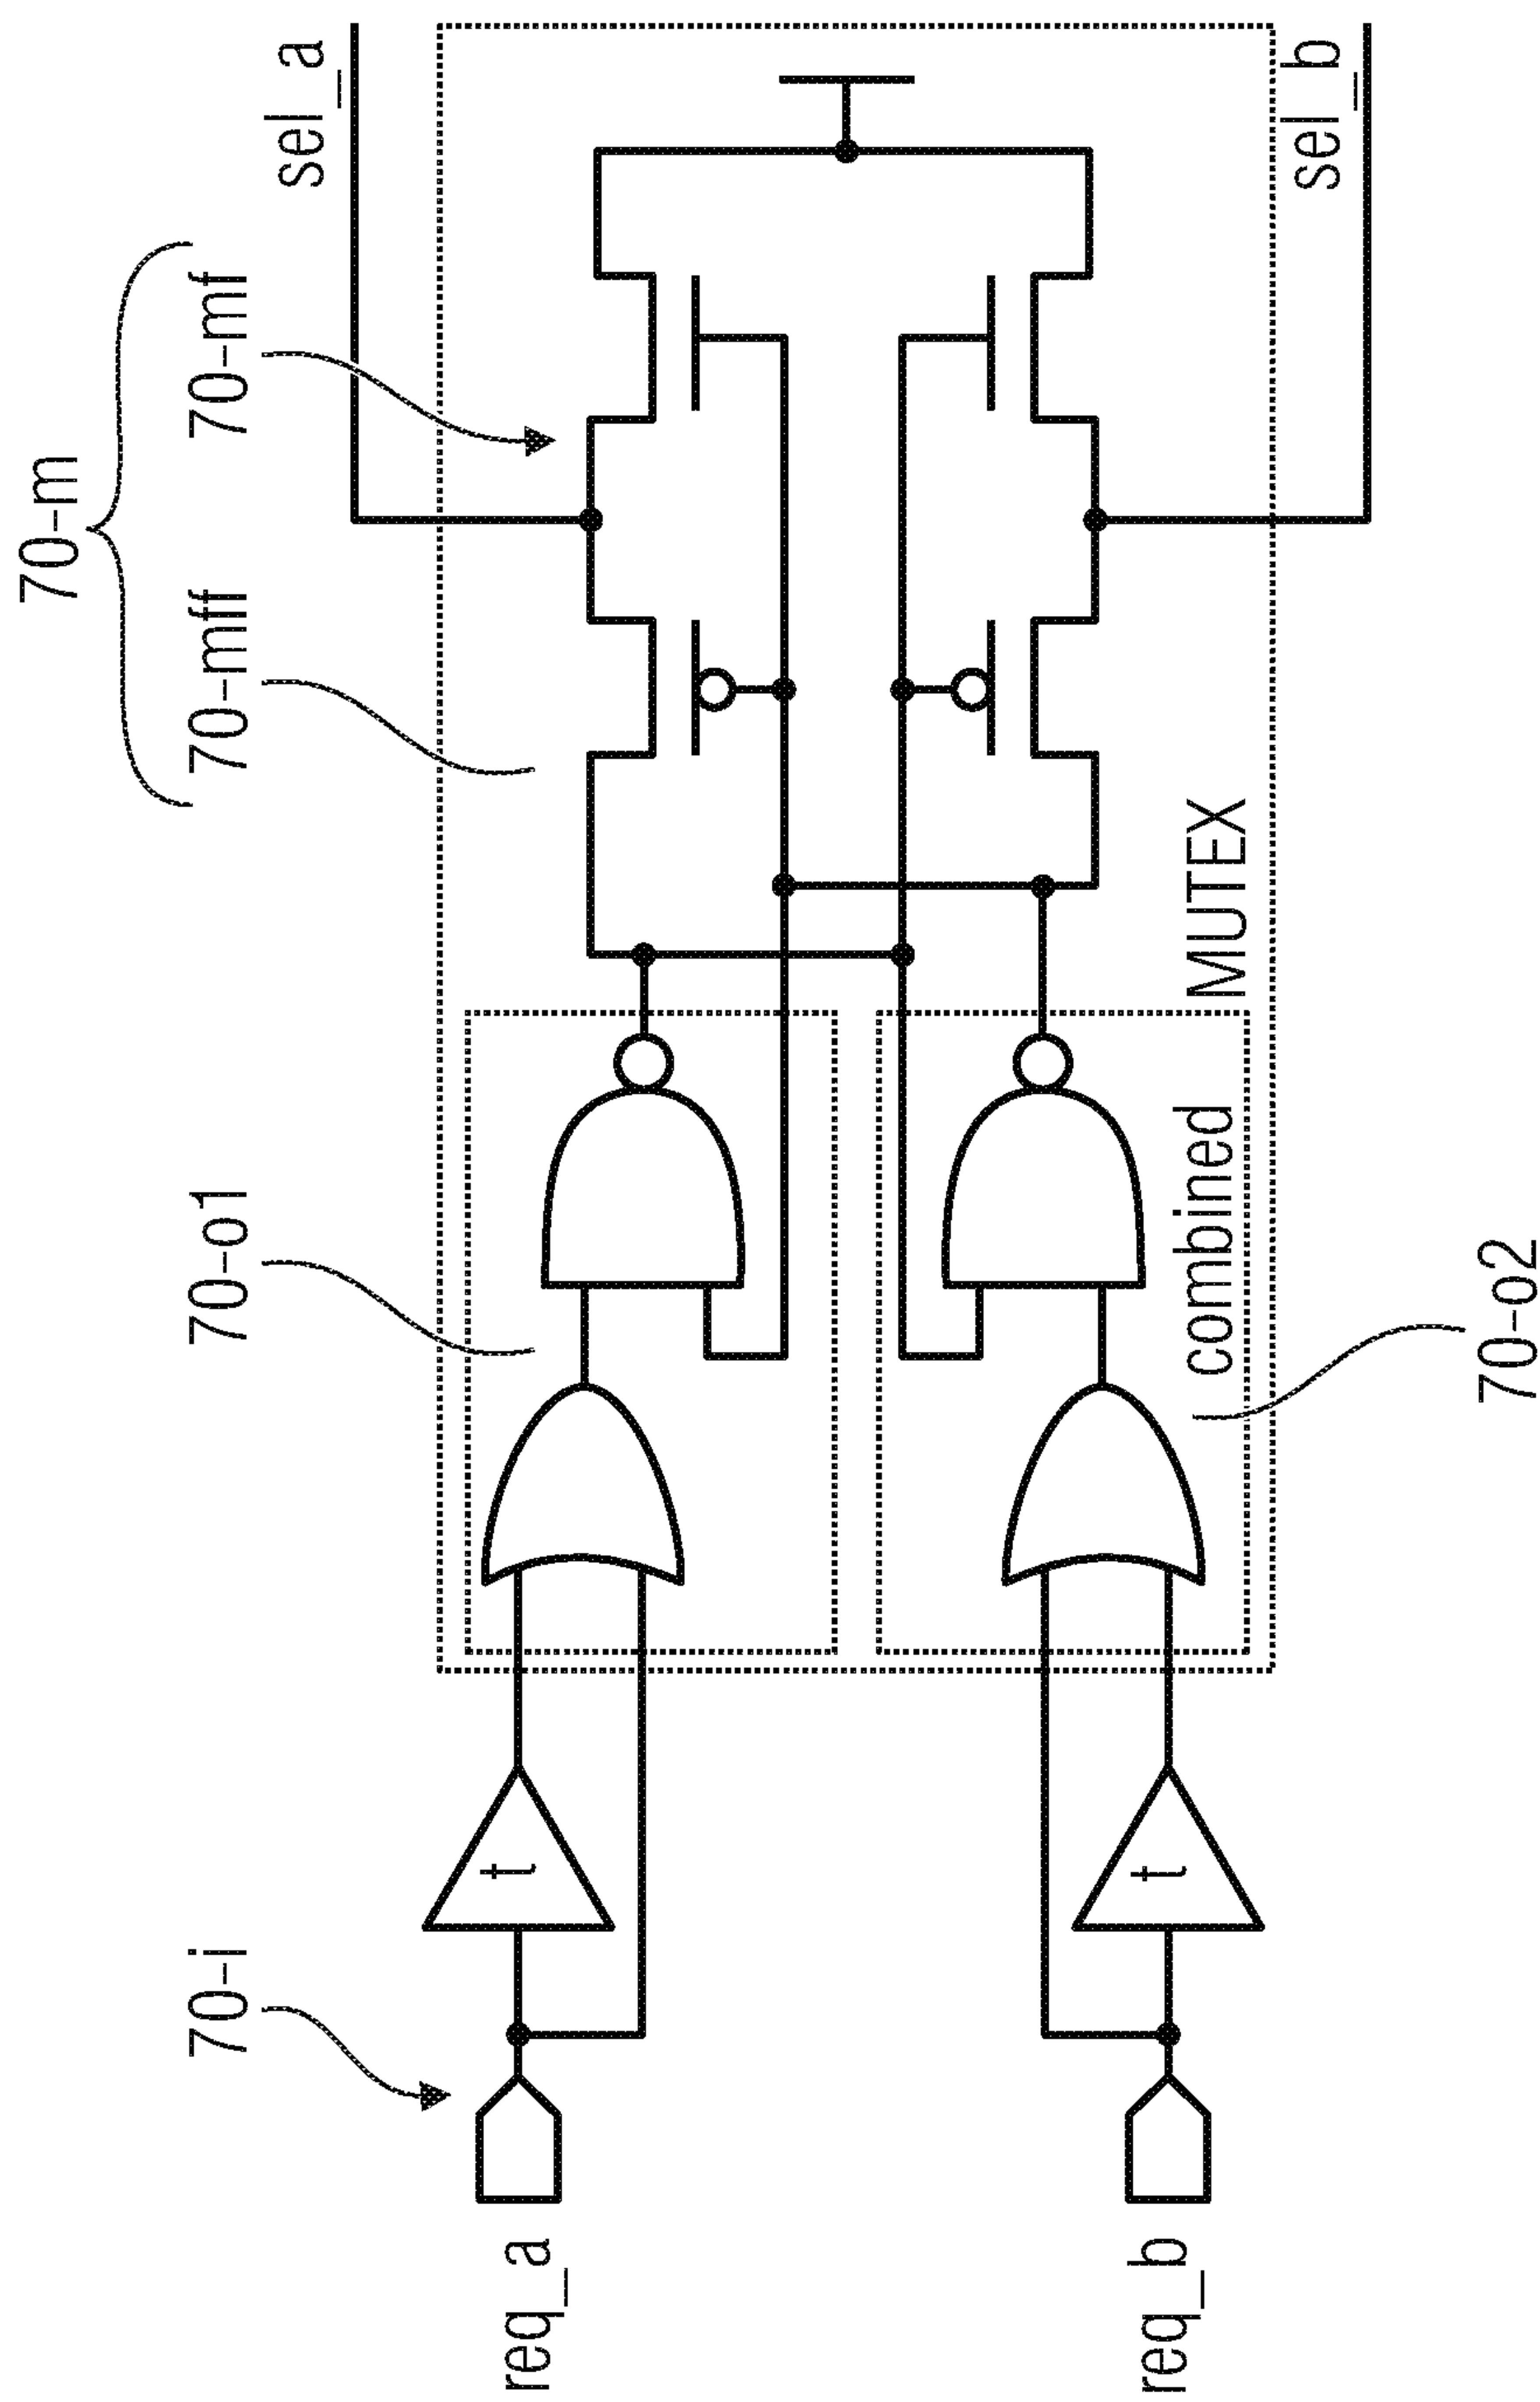 70-m
70-mff
70-mf
sel_a
70-i
70-o1
req_a
t
req_b
t
combined
MUTEX
sel_b
70-o2